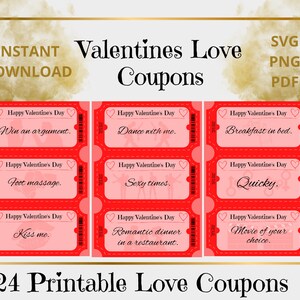 INSTANT
DOWNLOAD
Valentines Love
Coupons
SVG
PNG
PDF
Happy Valentine's Day
Win an argument.
Happy Valentine's Day
Dance with me.
Happy Valentine's Day
Breakfast in bed.
Happy Valentine's Day
Foot massage.
Happy Valentine's Day
Sexy times.
Happy Valentine's Day
Quicky.
Happy Valentine's Day
Kiss me.
Happy Valentine's Day
Romantic dinner
in a restaurant.
Happy Valentine's Day
Movie of your
choice.
24 Printable Love Coupons